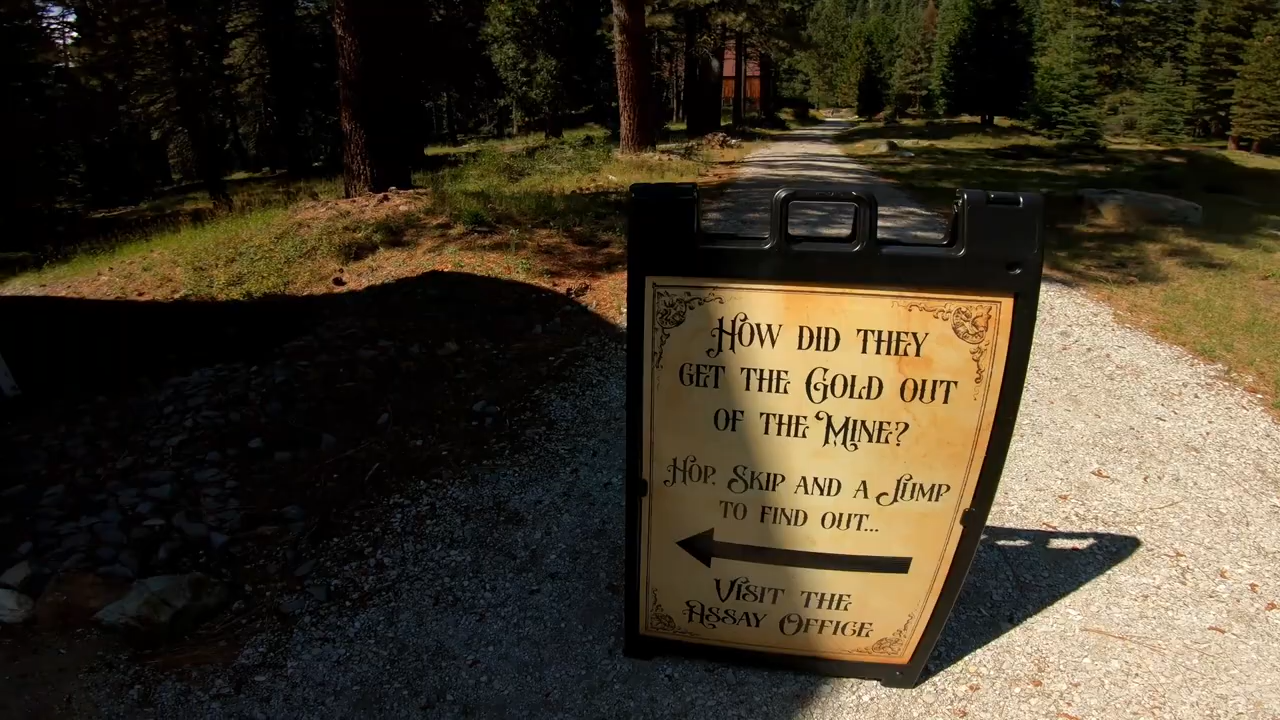 How did they
get the Gold out
of the Mine?
Hop, Skip and a Jump
to find out...
Visit the
Assay Office